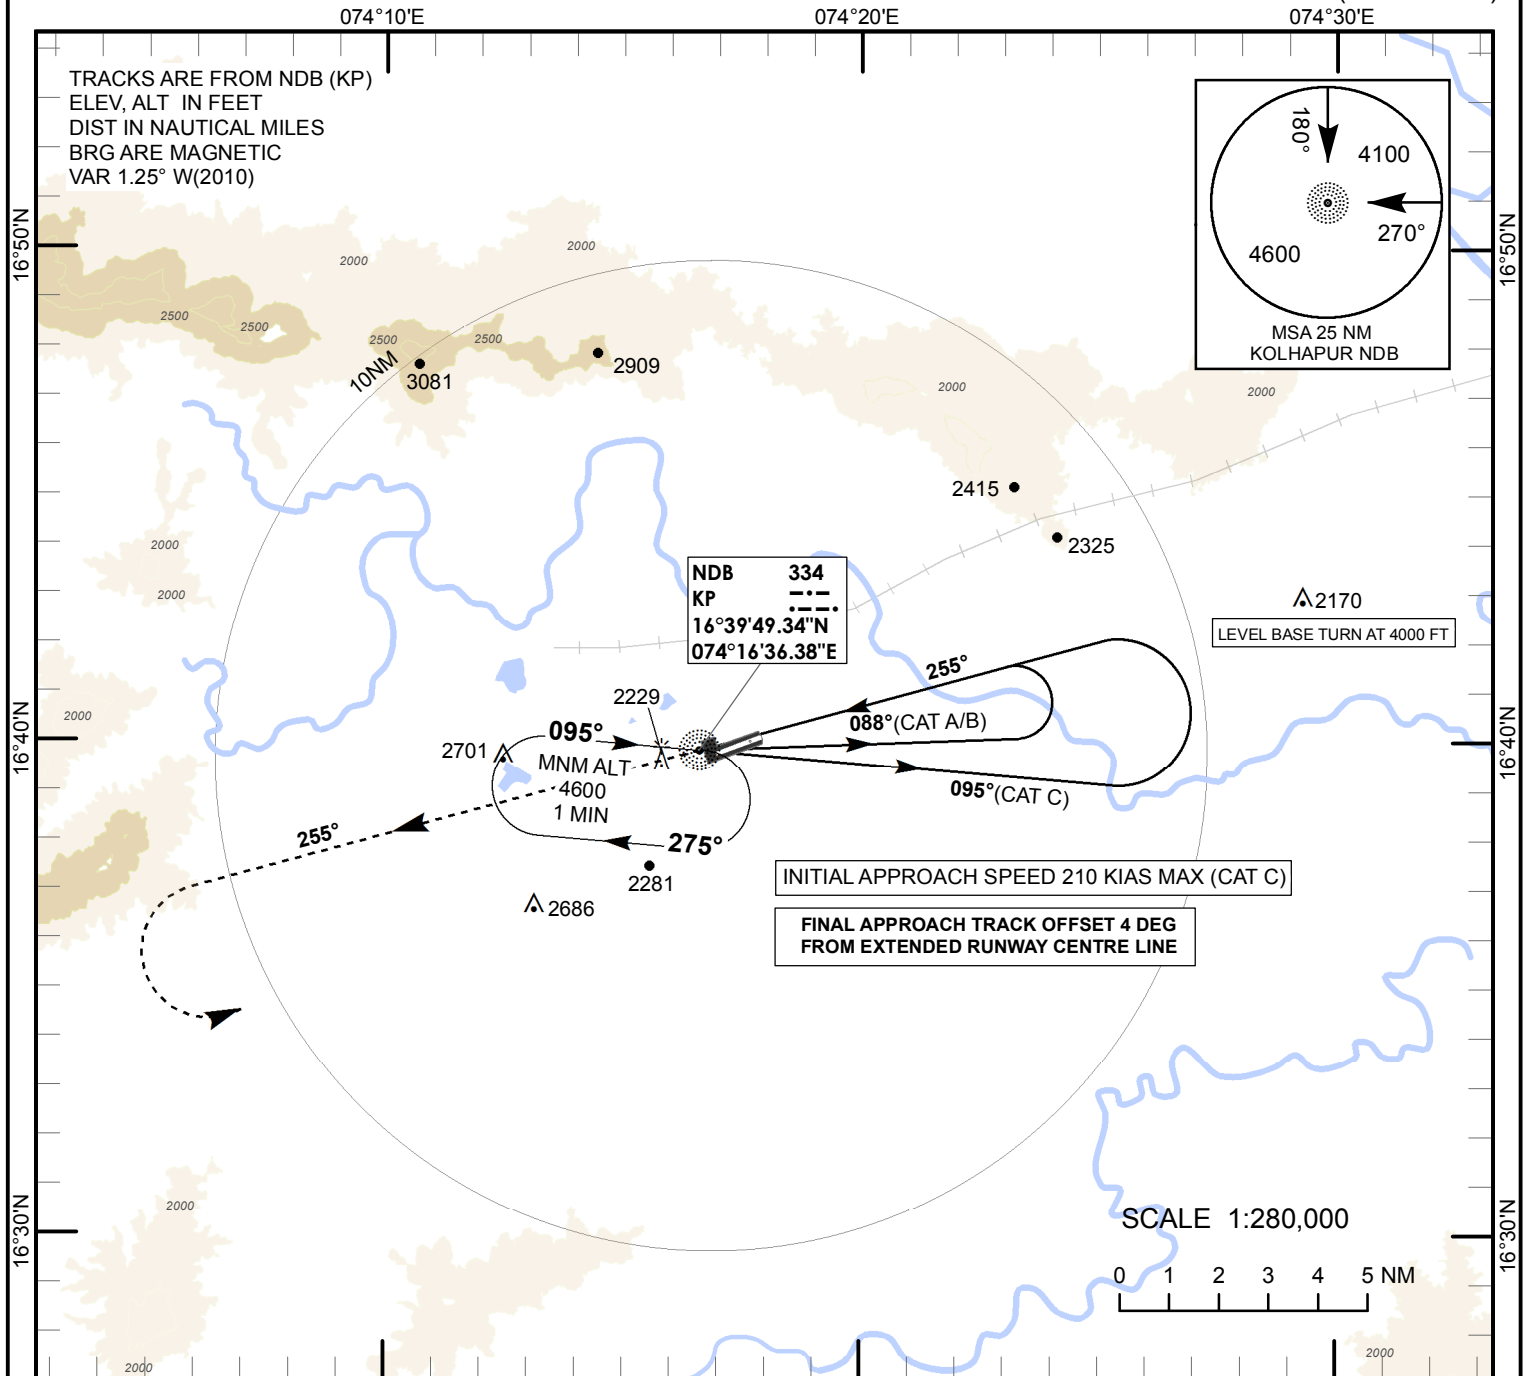 074°10'E
074°20'E
074°30'E
TRACKS ARE FROM NDB (KP)
ELEV, ALT IN FEET
DIST IN NAUTICAL MILES
BRG ARE MAGNETIC
VAR 1.25° W(2010)
180°
4100
270°
4600
MSA 25 NM
KOLHAPUR NDB
16°50'N
16°50'N
2000
2000
2500
2500
2500
2500
10NM
3081
2909
2000
2000
2415
2325
2000
2000
2170
LEVEL BASE TURN AT 4000 FT
NDB 334
KP
16°39'49.34"N
074°16'36.38"E
255°
088°(CAT A/B)
095°(CAT C)
2229
095°
2701
MNM ALT
4600
1 MIN
275°
255°
2281
2686
2000
16°40'N
16°40'N
INITIAL APPROACH SPEED 210 KIAS MAX (CAT C)
FINAL APPROACH TRACK OFFSET 4 DEG
FROM EXTENDED RUNWAY CENTRE LINE
2000
16°30'N
16°30'N
SCALE 1:280,000
0 1 2 3 4 5 NM
2000
2000